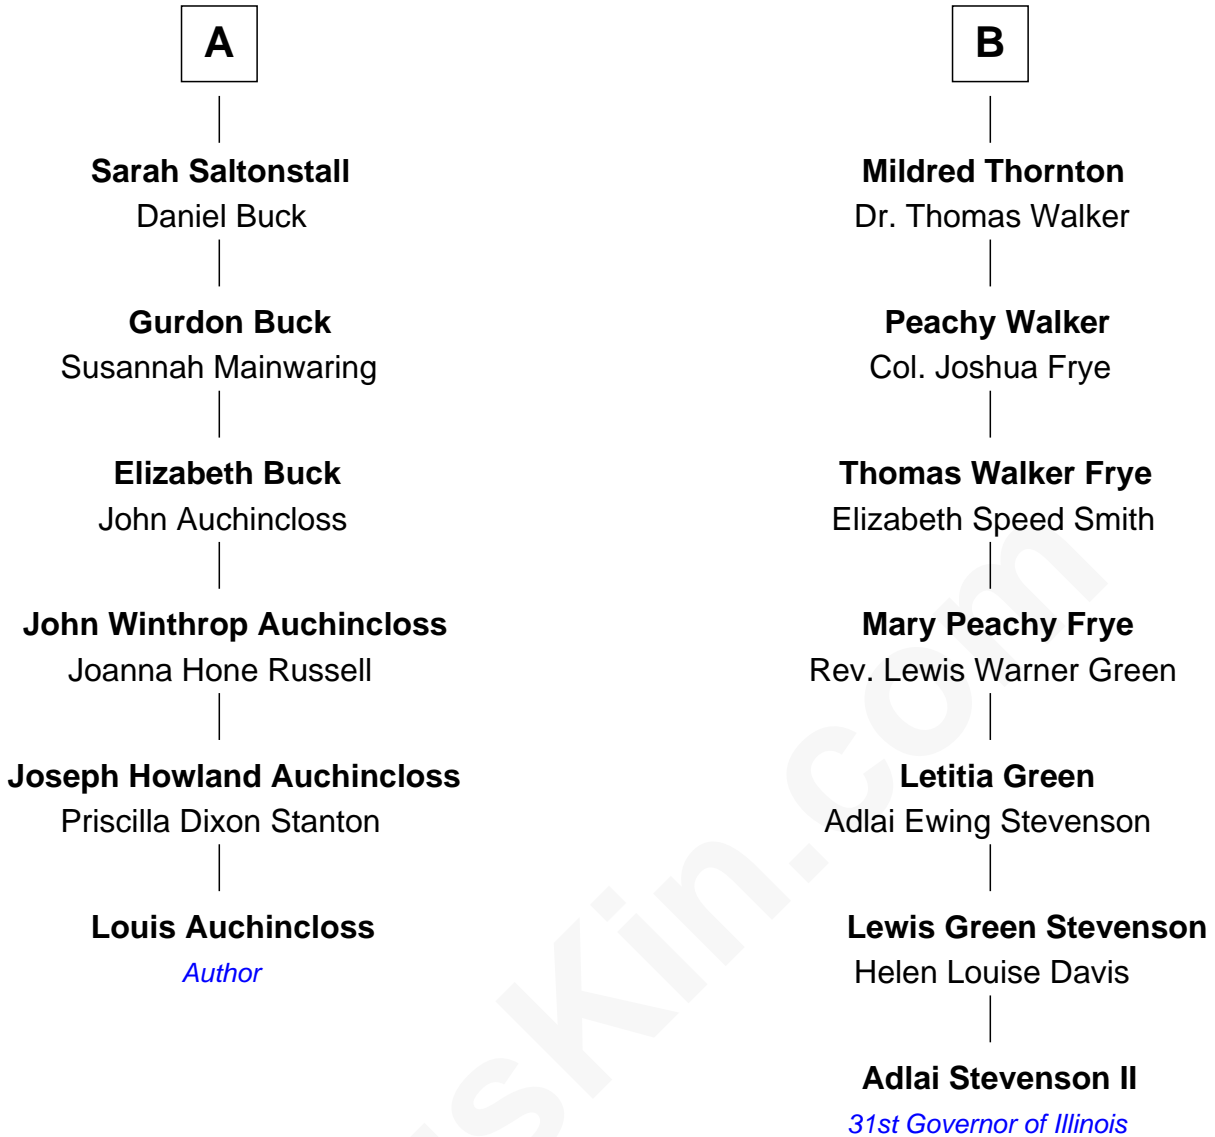 A
Sarah Saltonstall
Daniel Buck
Gurdon Buck
Susannah Mainwaring
Elizabeth Buck
John Auchincloss
John Winthrop Auchincloss
Joanna Hone Russell
Joseph Howland Auchincloss
Priscilla Dixon Stanton
Louis Auchincloss
Author
B
Mildred Thornton
Dr. Thomas Walker
Peachy Walker
Col. Joshua Frye
Thomas Walker Frye
Elizabeth Speed Smith
Mary Peachy Frye
Rev. Lewis Warner Green
Letitia Green
Adlai Ewing Stevenson
Lewis Green Stevenson
Helen Louise Davis
Adlai Stevenson II
31st Governor of Illinois
sKin.com